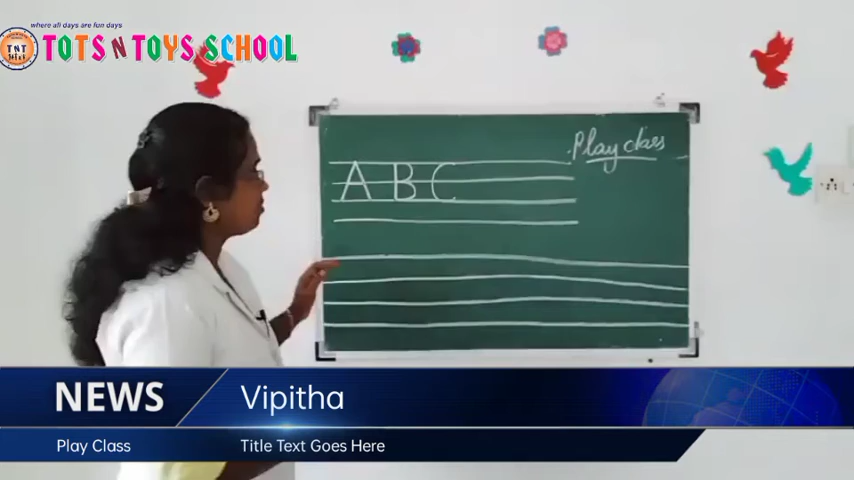 where all days are fun days
TNT
TOTS N TOYS SCHOOL
Play class
A B C
NEWS
Vipitha
Play Class
Title Text Goes Here